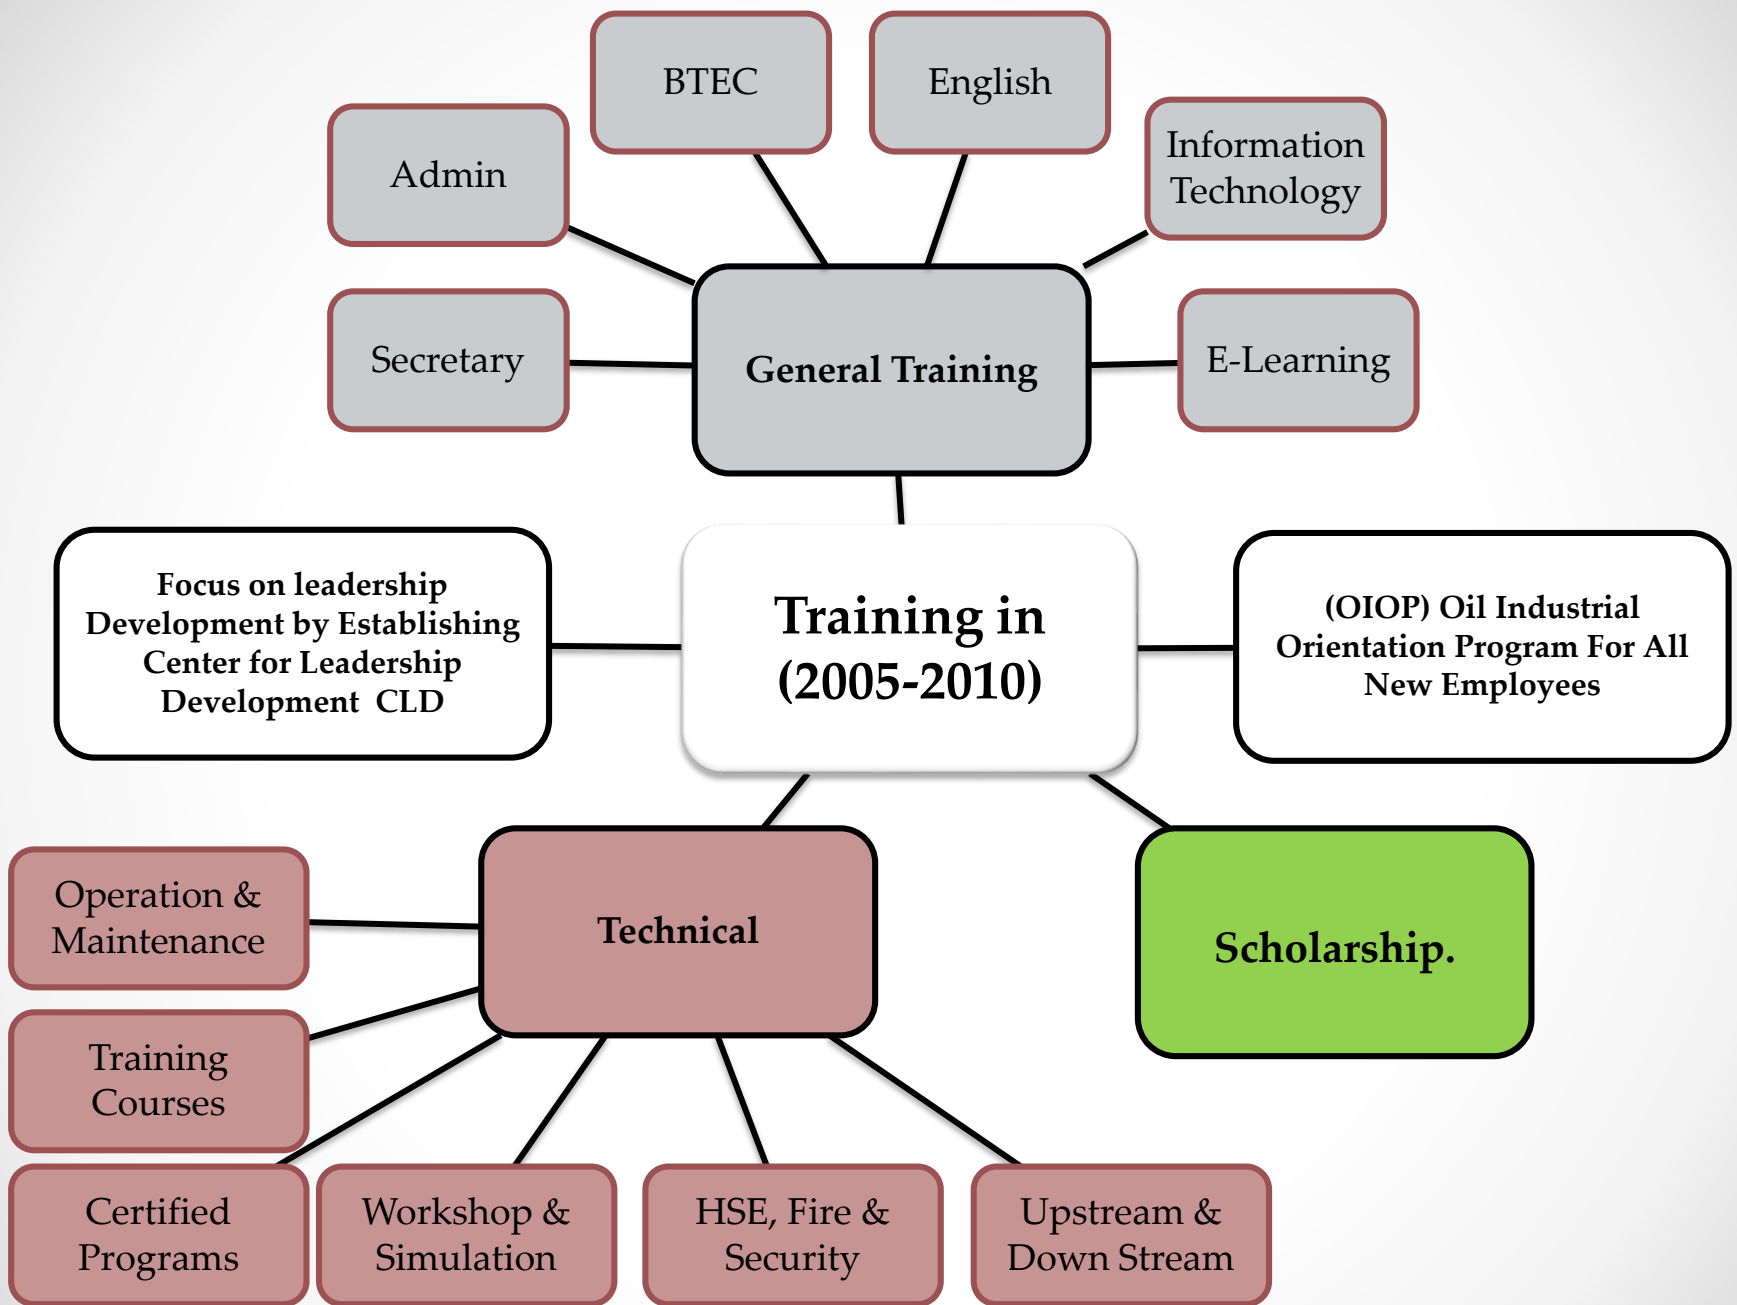 BTEC
English
Admin
Information
Technology
Secretary
General Training
E-Learning
Focus on leadership
Development by Establishing
Center for Leadership
Development CLD
Training in
(2005-2010)
(OIOP) Oil Industrial
Orientation Program For All
New Employees
Operation &
Maintenance
Technical
Scholarship.
Training
Courses
Certified
Programs
Workshop &
Simulation
HSE, Fire &
Security
Upstream &
Down Stream